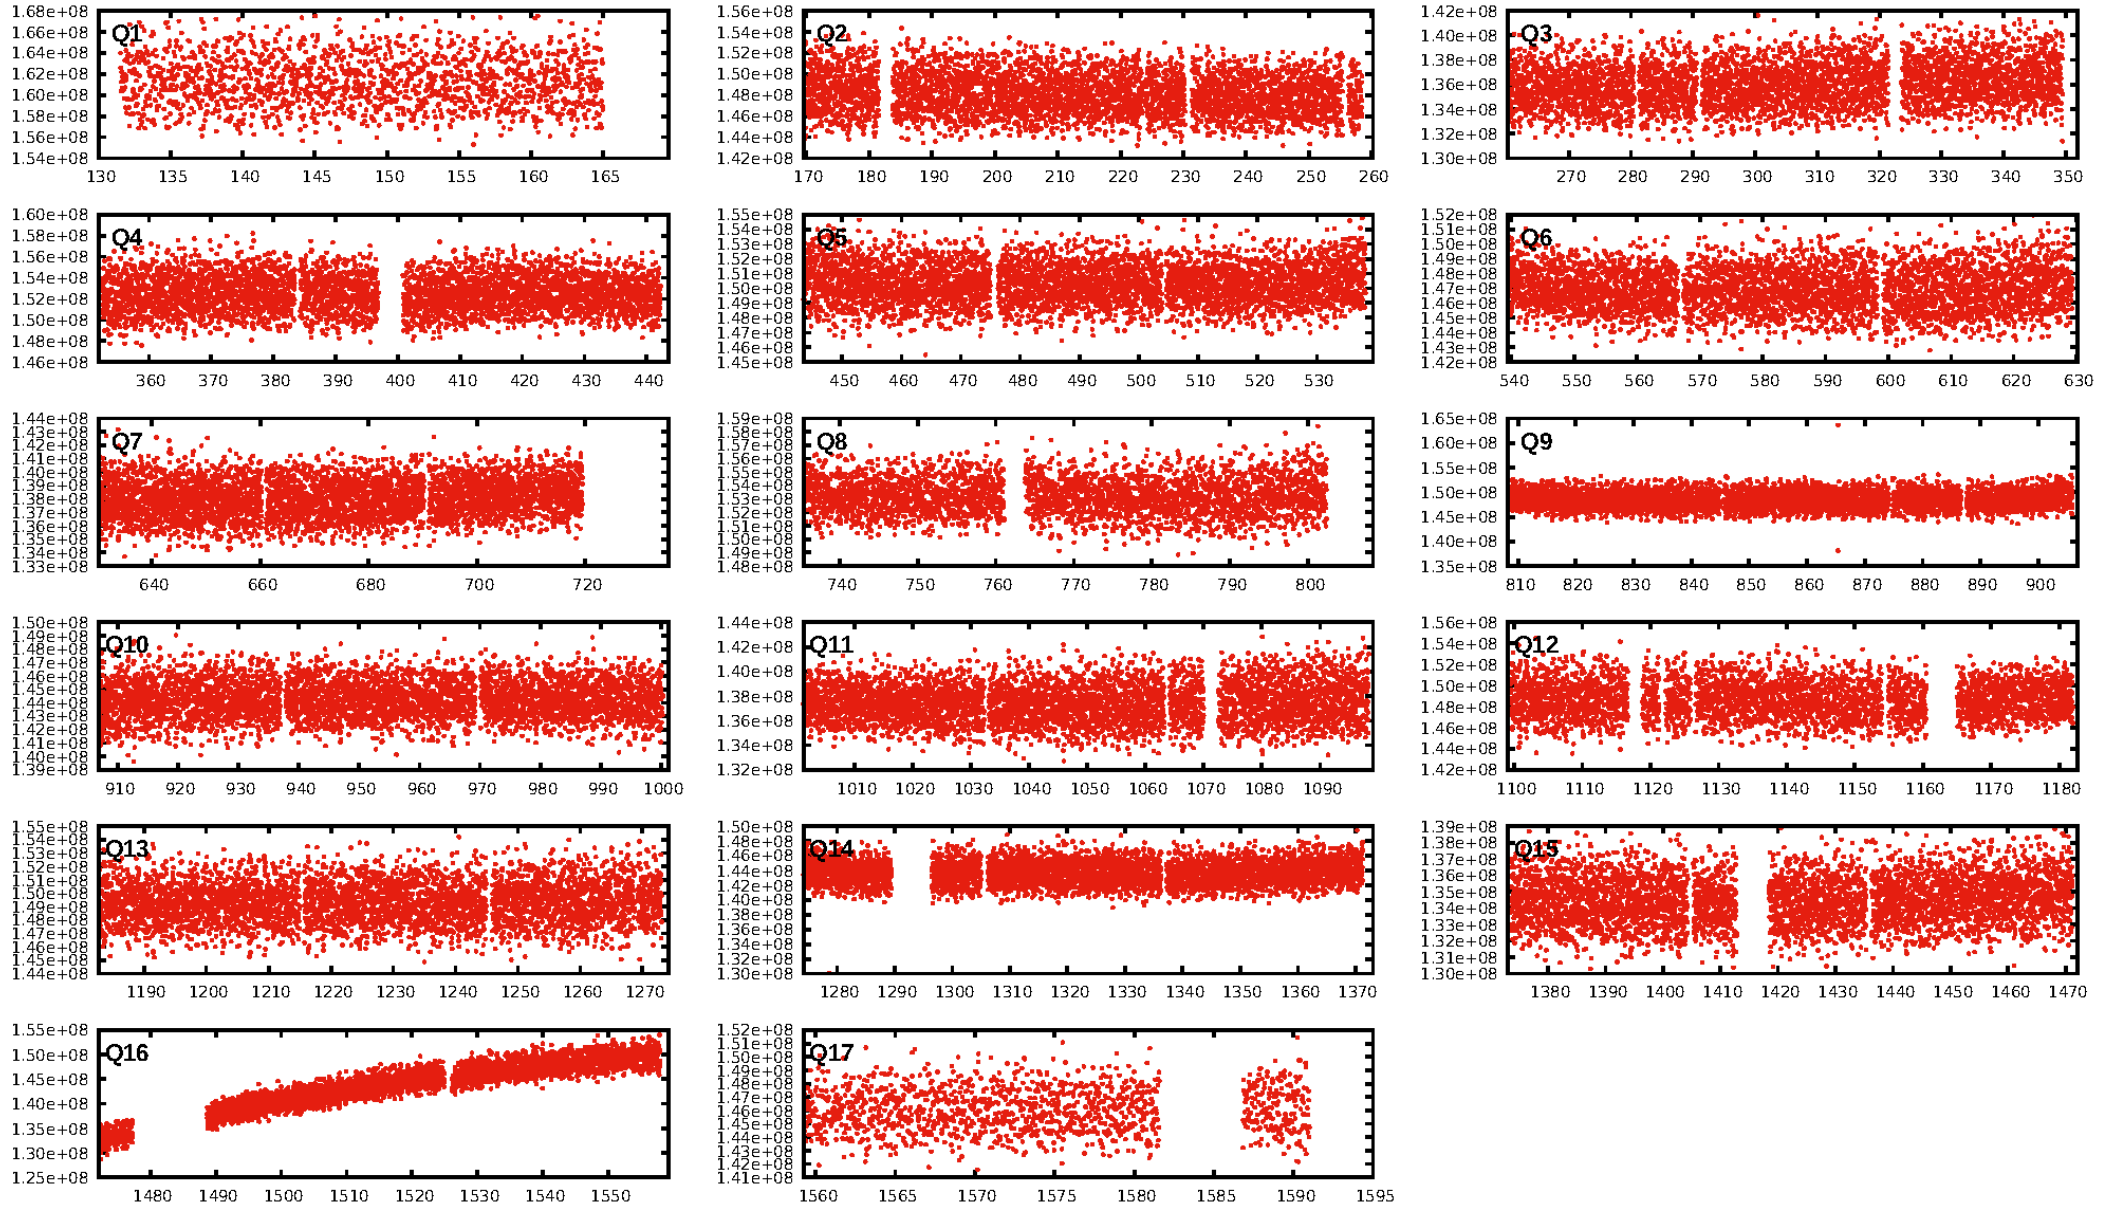 1.68e+08 1.66e+08 1.64e+08 1.62e+08 1.60e+08 1.58e+08 1.56e+08 1.54e+08
Q1
130 135 140 145 150 155 160 165
1.56e+08 1.54e+08 1.52e+08 1.50e+08 1.48e+08 1.46e+08 1.44e+08 1.42e+08
Q2
170 180 190 200 210 220 230 240 250 260
1.42e+08 1.40e+08 1.38e+08 1.36e+08 1.34e+08 1.32e+08 1.30e+08
Q3
270 280 290 300 310 320 330 340 350
1.60e+08 1.58e+08 1.56e+08 1.54e+08 1.52e+08 1.50e+08 1.48e+08 1.46e+08
Q4
360 370 380 390 400 410 420 430 440
1.55e+08 1.54e+08 1.53e+08 1.52e+08 1.51e+08 1.50e+08 1.49e+08 1.48e+08 1.47e+08 1.46e+08 1.45e+08
Q5
450 460 470 480 490 500 510 520 530
1.52e+08 1.51e+08 1.50e+08 1.49e+08 1.48e+08 1.47e+08 1.46e+08 1.45e+08 1.44e+08 1.43e+08 1.42e+08
Q6
540 550 560 570 580 590 600 610 620 630
1.44e+08 1.43e+08 1.42e+08 1.41e+08 1.40e+08 1.39e+08 1.38e+08 1.37e+08 1.36e+08 1.35e+08 1.34e+08 1.33e+08
Q7
640 660 680 700 720
1.59e+08 1.58e+08 1.57e+08 1.56e+08 1.55e+08 1.54e+08 1.53e+08 1.52e+08 1.51e+08 1.50e+08 1.49e+08 1.48e+08
Q8
740 750 760 770 780 790 800
1.65e+08 1.60e+08 1.55e+08 1.50e+08 1.45e+08 1.40e+08 1.35e+08
Q9
810 820 830 840 850 860 870 880 890 900
1.50e+08 1.49e+08 1.48e+08 1.47e+08 1.46e+08 1.45e+08 1.44e+08 1.43e+08 1.42e+08 1.41e+08 1.40e+08 1.39e+08
Q10
910 920 930 940 950 960 970 980 990 1000
1.44e+08 1.42e+08 1.40e+08 1.38e+08 1.36e+08 1.34e+08 1.32e+08
Q11
1010 1020 1030 1040 1050 1060 1070 1080 1090
1.56e+08 1.54e+08 1.52e+08 1.50e+08 1.48e+08 1.46e+08 1.44e+08 1.42e+08
Q12
1100 1110 1120 1130 1140 1150 1160 1170 1180
1.55e+08 1.54e+08 1.53e+08 1.52e+08 1.51e+08 1.50e+08 1.49e+08 1.48e+08 1.47e+08 1.46e+08 1.45e+08 1.44e+08
Q13
1190 1200 1210 1220 1230 1240 1250 1260 1270
1.50e+08 1.48e+08 1.46e+08 1.44e+08 1.42e+08 1.40e+08 1.38e+08 1.36e+08 1.34e+08 1.32e+08 1.30e+08
Q14
1280 1290 1300 1310 1320 1330 1340 1350 1360 1370
1.39e+08 1.38e+08 1.37e+08 1.36e+08 1.35e+08 1.34e+08 1.33e+08 1.32e+08 1.31e+08 1.30e+08
Q15
1380 1390 1400 1410 1420 1430 1440 1450 1460 1470
1.55e+08 1.50e+08 1.45e+08 1.40e+08 1.35e+08 1.30e+08 1.25e+08
Q16
1480 1490 1500 1510 1520 1530 1540 1550
1.52e+08 1.51e+08 1.50e+08 1.49e+08 1.48e+08 1.47e+08 1.46e+08 1.45e+08 1.44e+08 1.43e+08 1.42e+08 1.41e+08
Q17
1560 1565 1570 1575 1580 1585 1590 1595